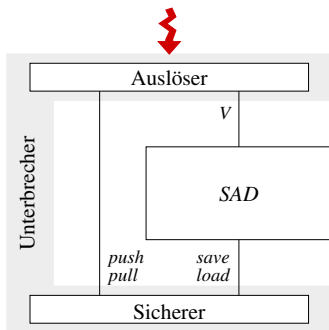 Auslöser
V
Unterbrecher
SAD
push save
pull load
Sicherer